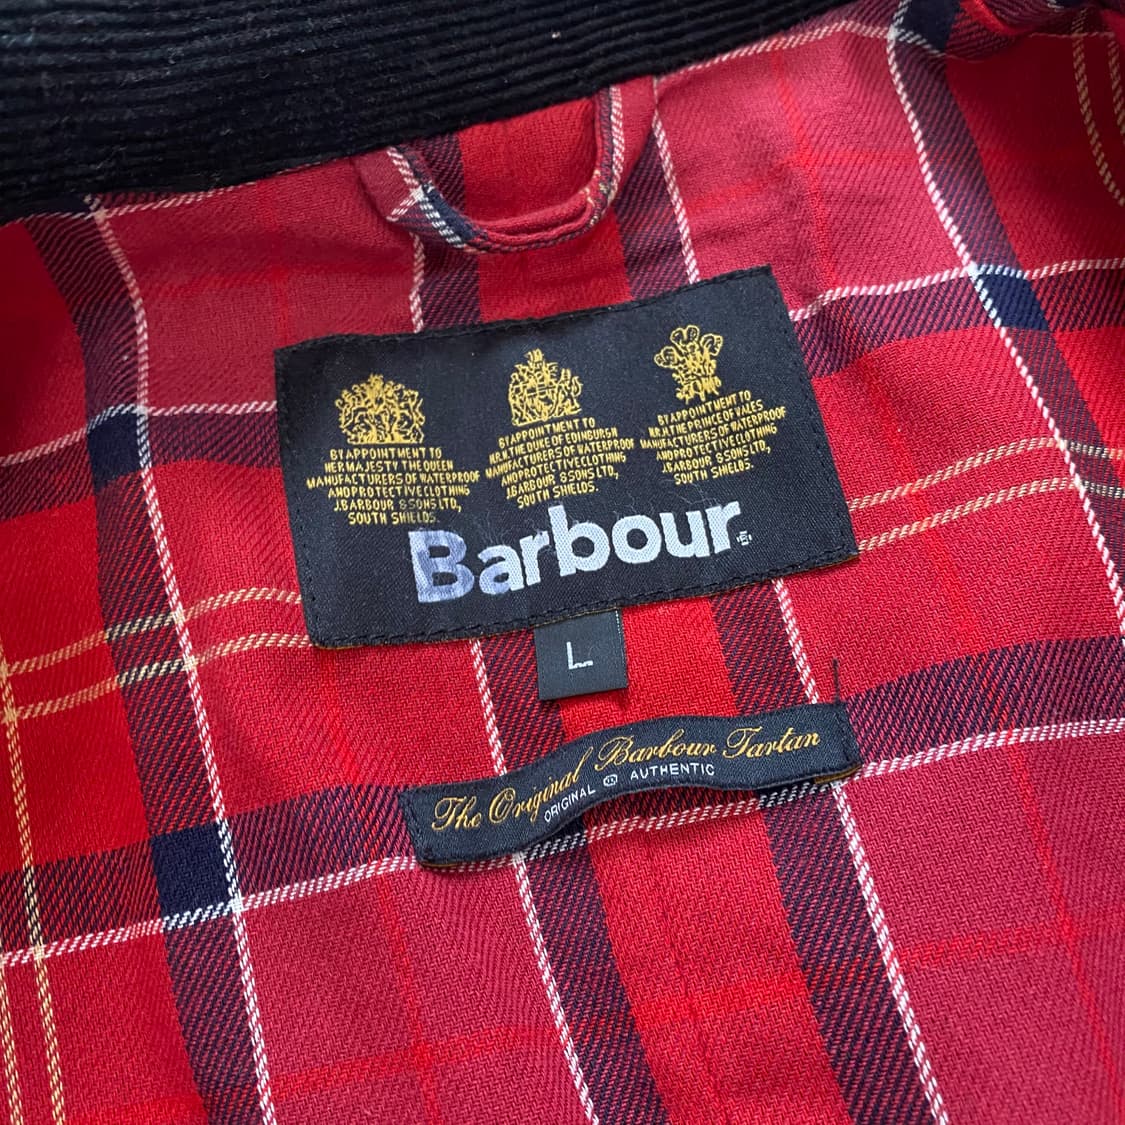 BY APPOINTMENT TO
HER MAJESTY THE QUEEN
MANUFACTURERS OF WATERPROOF
AND PROTECTIVE CLOTHING
J.BARBOUR & SONS LTD,
SOUTH SHIELDS.
BY APPOINTMENT TO
H.R.H. THE DUKE OF EDINBURGH
MANUFACTURERS OF WATERPROOF
AND PROTECTIVE CLOTHING
J.BARBOUR & SONS LTD,
SOUTH SHIELDS.
BY APPOINTMENT TO
H.R.H. THE PRINCE OF WALES
MANUFACTURERS OF WATERPROOF
AND PROTECTIVE CLOTHING,
J.BARBOUR & SONS LTD,
SOUTH SHIELDS.
Barbour
L
The Original Barbour Tartan
ORIGINAL AUTHENTIC